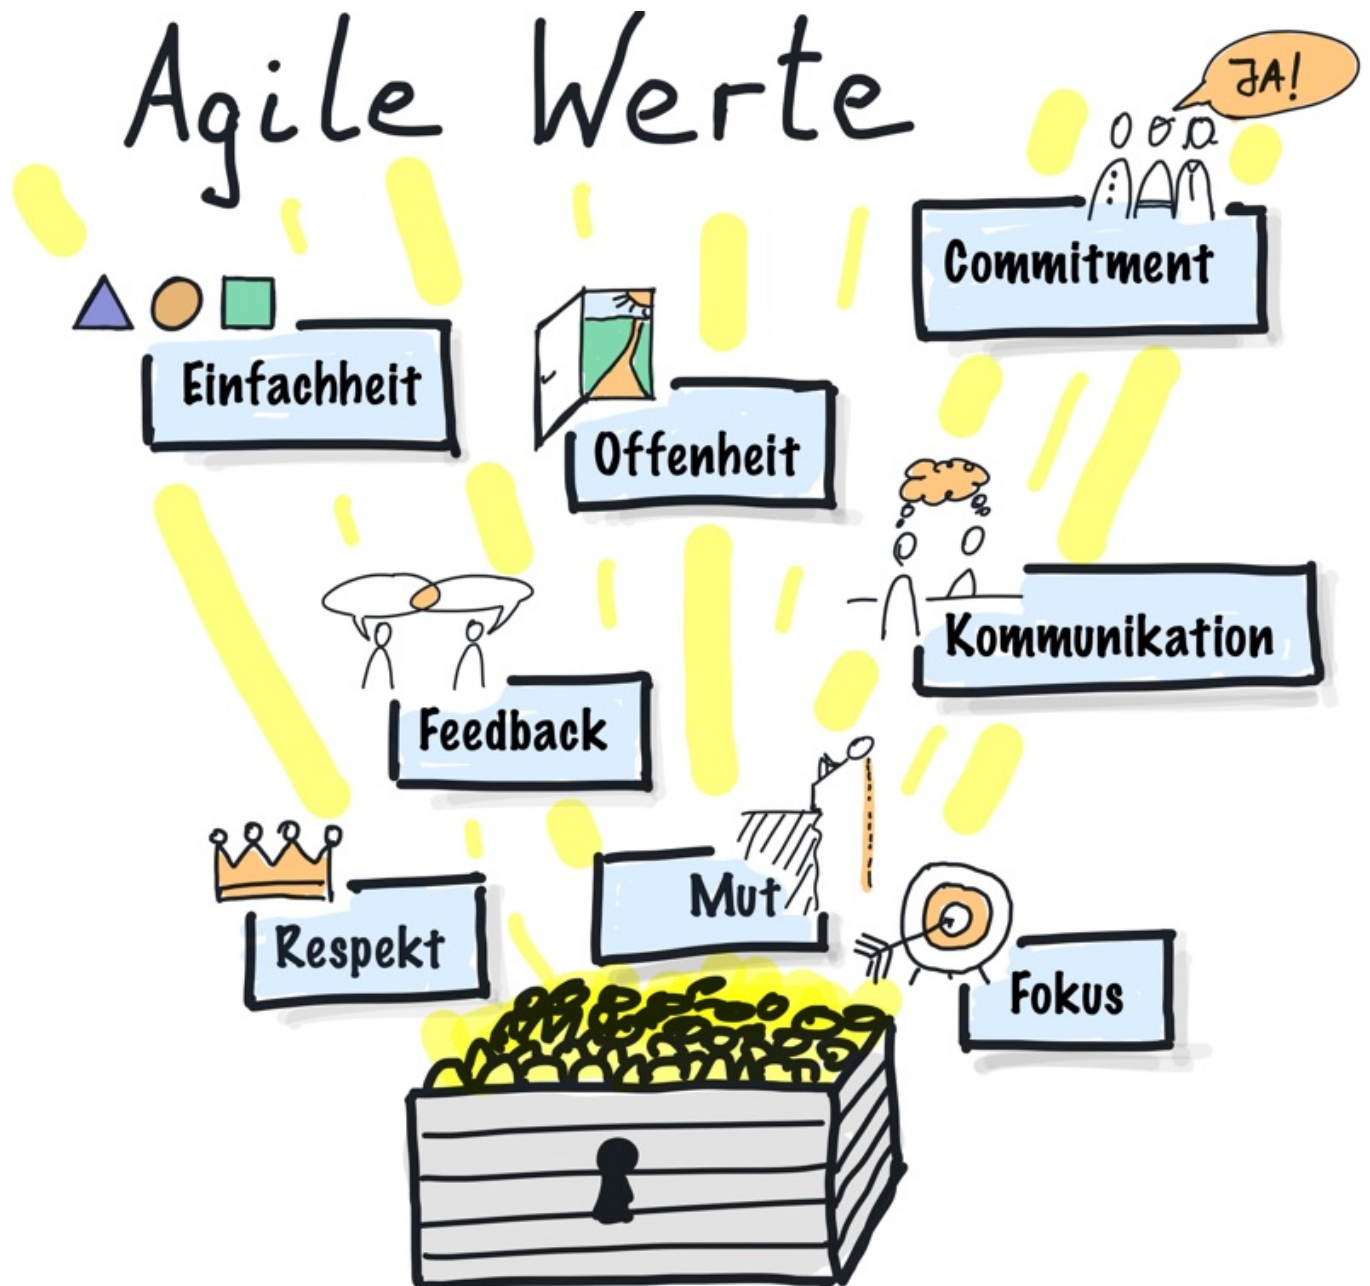 Agile Werte
JA!
Commitment
Einfachheit
Offenheit
Kommunikation
Feedback
Mut
Respekt
Fokus